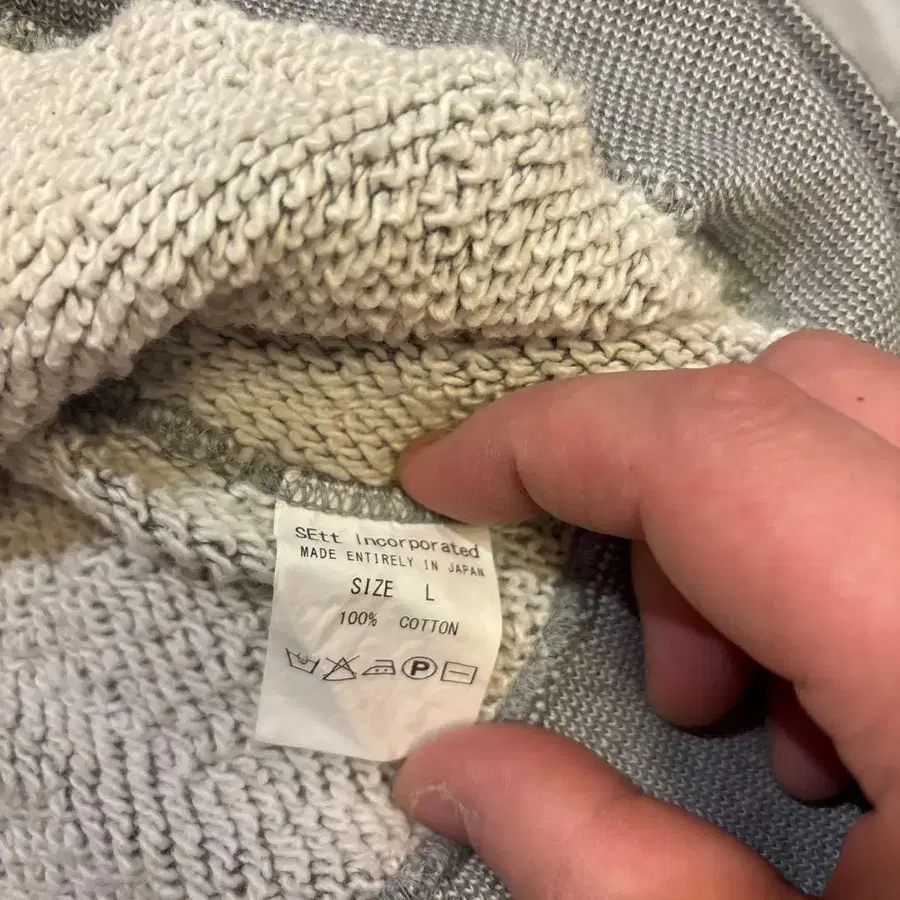 SEtt Incorporated
MADE ENTIRELY IN JAPAN
SIZE L
100% COTTON
P